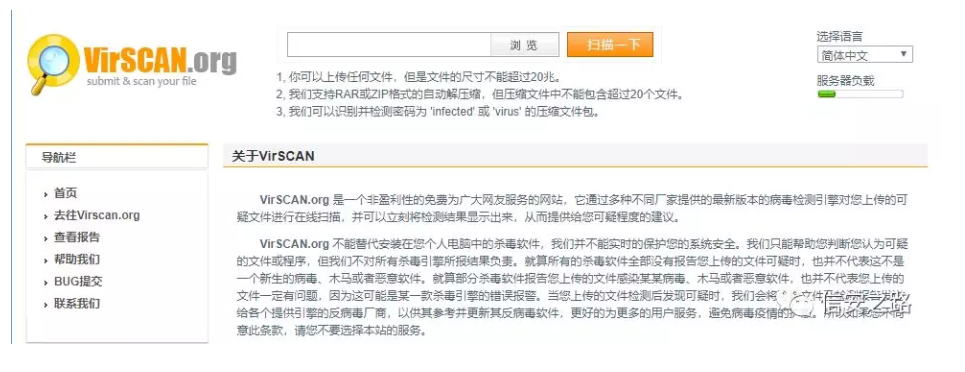 VirSCAN.org
submit & scan your file
浏 览
扫描一下
选择语言
简体中文
服务器负载
1, 你可以上传任何文件，但是文件的尺寸不能超过20兆。
2, 我们支持RAR或ZIP格式的自动解压缩，但压缩文件中不能包含超过20个文件。
3, 我们可以识别并检测密码为 'infected' 或 'virus' 的压缩文件包。
导航栏
首页
去往Virscan.org
查看报告
帮助我们
BUG提交
联系我们
关于VirSCAN
VirSCAN.org 是一个非盈利性的免费为广大网友服务的网站，它通过多种不同厂家提供的最新版本的病毒检测引擎对您上传的可
疑文件进行在线扫描，并可以立刻将检测结果显示出来，从而提供给您可疑程度的建议。
VirSCAN.org 不能替代安装在您个人电脑中的杀毒软件，我们并不能实时的保护您的系统安全。我们只能帮助您判断您认为可疑
的文件或程序，但我们不对所有杀毒引擎所报结果负责。就算所有的杀毒软件全部没有报告您上传的文件可疑时，也并不代表这不是
一个新生的病毒、木马或者恶意软件。就算部分杀毒软件报告您上传的文件感染某某病毒、木马或者恶意软件，也并不代表您上传的
文件一定有问题，因为这可能是某一款杀毒引擎的错误报警。当您上传的文件检测后发现可疑时，我们会将
给各个提供引擎的反病毒厂商，以供其参考并更新其反病毒软件，更好的为更多的用户服务，避免病毒疫情的
意此条款，请您不要选择本站的服务。
信安之路